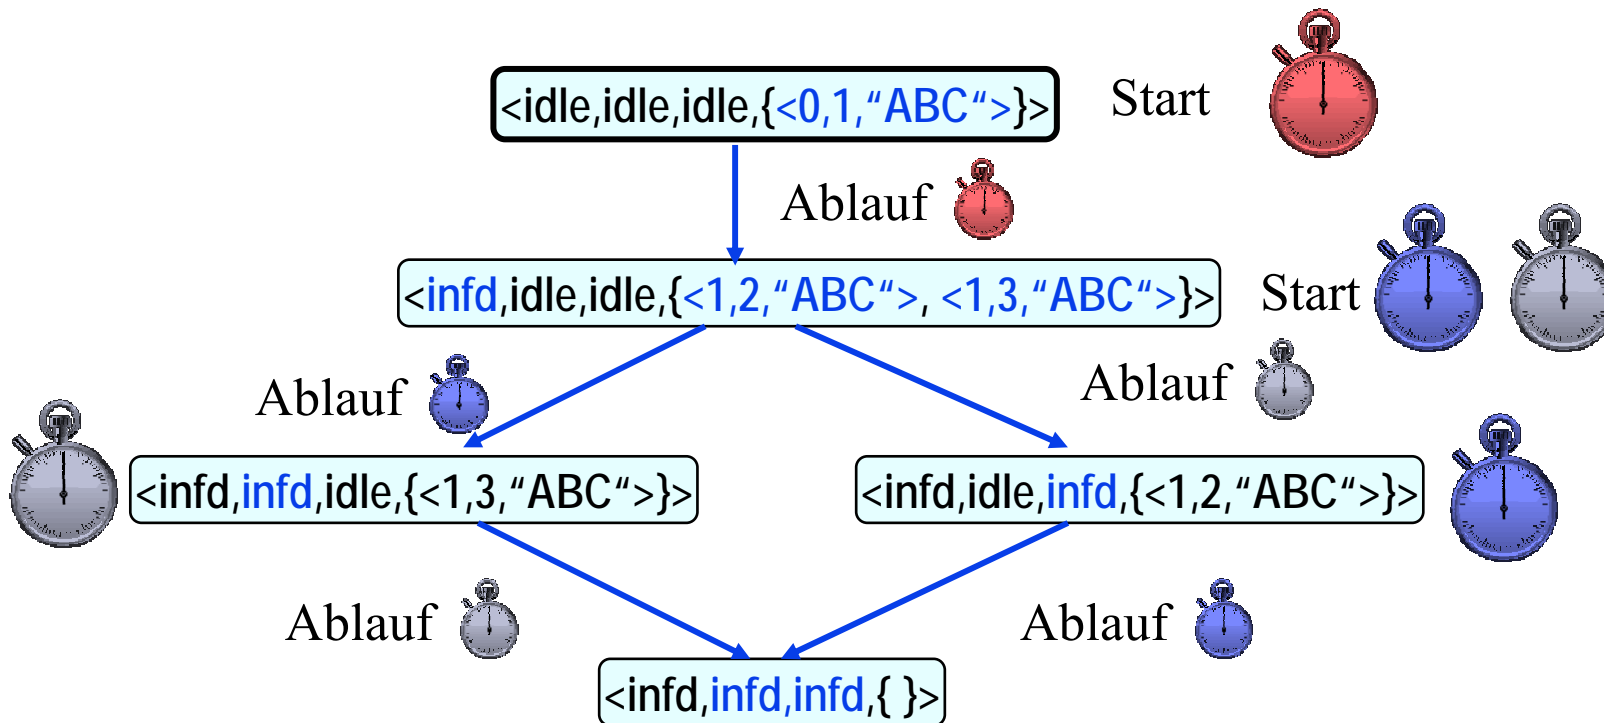 <idle,idle,idle,{<0,1,“ABC“>}> Start
Ablauf
<infd,idle,idle,{<1,2,“ABC“>, <1,3,“ABC“>}> Start
Ablauf Ablauf
<infd,infd,idle,{<1,3,“ABC“>}> <infd,idle,infd,{<1,2,“ABC“>}>
Ablauf Ablauf
<infd,infd,infd,{ }>